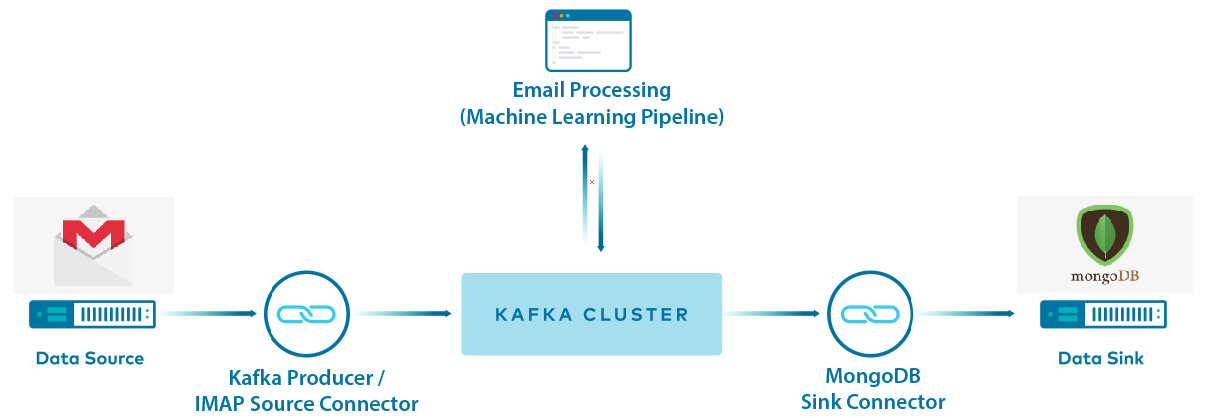 Email Processing
(Machine Learning Pipeline)
mongoDB
KAFKA CLUSTER
Data Source
Data Sink
Kafka Producer /
IMAP Source Connector
MongoDB
Sink Connector